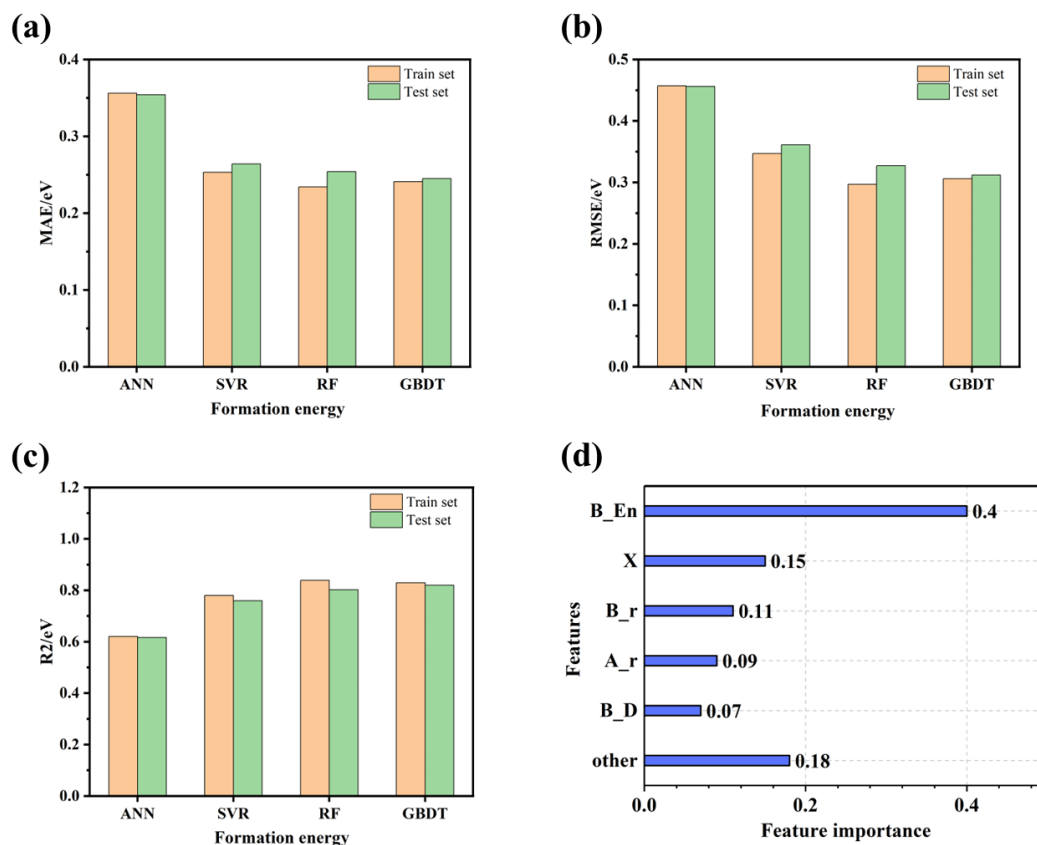 (a)
0.4
0.3
0.2
0.1
0.0
MAE/eV
Train set
Test set
ANN SVR RF GBDT
Formation energy
(b)
0.5
0.4
0.3
0.2
0.1
0.0
RMSE/eV
Train set
Test set
ANN SVR RF GBDT
Formation energy
(c)
1.2
1.0
0.8
0.6
0.4
0.2
0.0
R2/eV
Train set
Test set
ANN SVR RF GBDT
Formation energy
(d)
Features
B_En 0.4
X 0.15
B_r 0.11
A_r 0.09
B_D 0.07
other 0.18
0.0 0.2 0.4
Feature importance